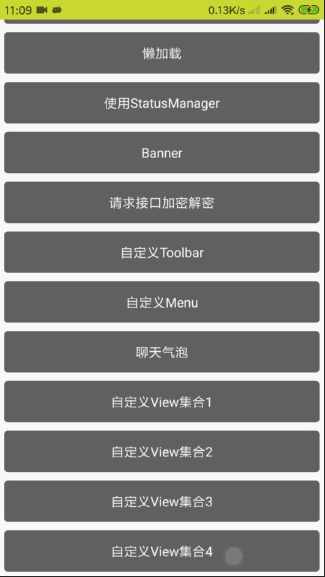 11:09 0.13K/s
懒加载
使用StatusManager
Banner
请求接口加密解密
自定义Toolbar
自定义Menu
聊天气泡
自定义View集合1
自定义View集合2
自定义View集合3
自定义View集合4